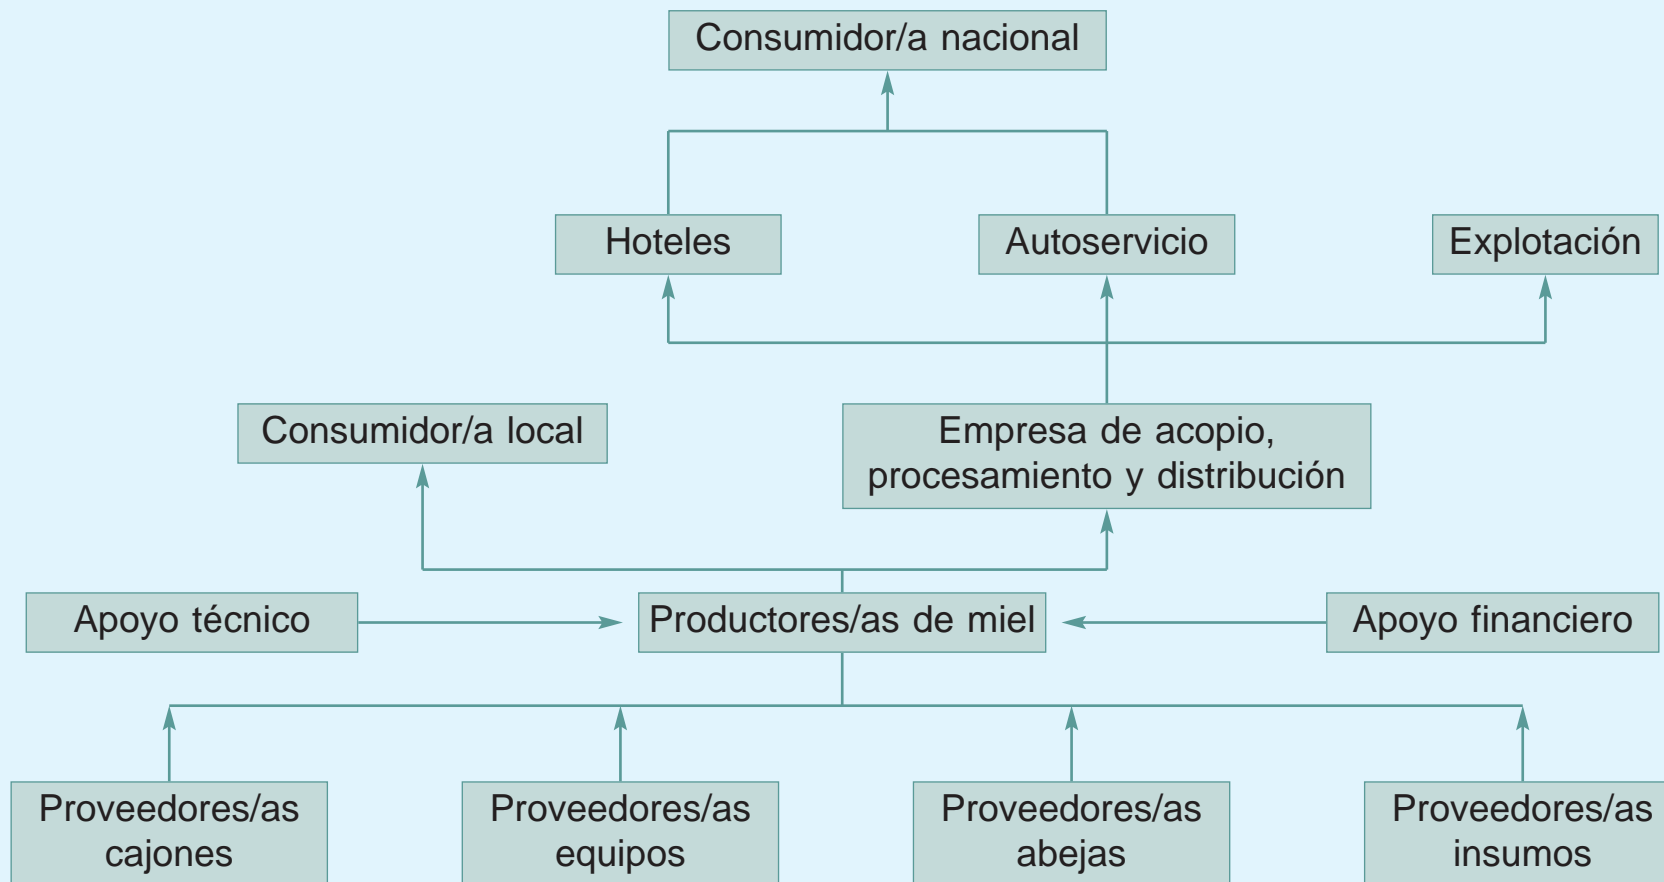 Consumidor/a nacional
Hoteles
Autoservicio
Explotación
Consumidor/a local
Empresa de acopio,
procesamiento y distribución
Apoyo técnico
Productores/as de miel
Apoyo financiero
Proveedores/as
cajones
Proveedores/as
equipos
Proveedores/as
abejas
Proveedores/as
insumos